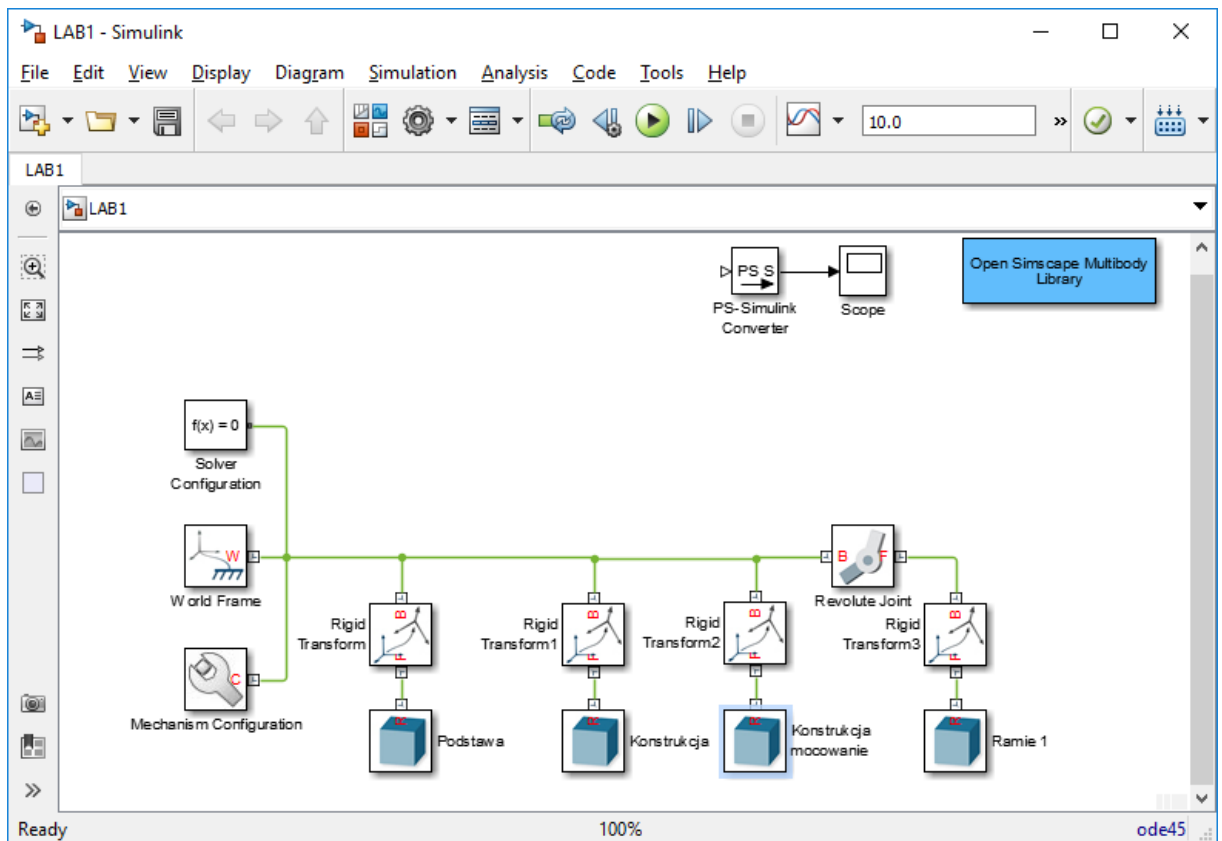 LAB1 - Simulink
File Edit View Display Diagram Simulation Analysis Code Tools Help
10.0
»
LAB1
LAB1
PS S
PS-Simulink
Converter
Scope
Open Simscape Multibody
Library
f(x) = 0
Solver
Configuration
W
World Frame
C
Mechanism Configuration
B
F
Revolute Joint
Rigid
Transform
B
F
Rigid
Transform1
B
F
Rigid
Transform2
B
F
Rigid
Transform3
B
F
R
Podstawa
R
Konstrukcja
R
Konstrukcja
mocowanie
R
Ramie 1
Ready
100%
ode45